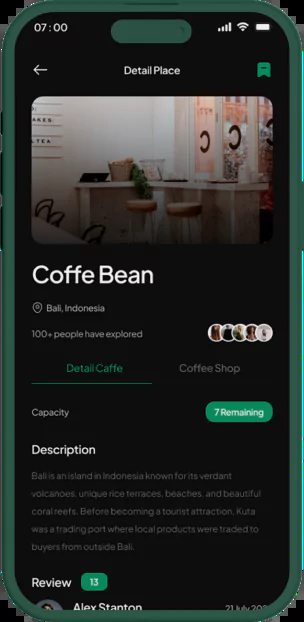 07:00
Detail Place
AKES:
TEA
Coffe Bean
Bali, Indonesia
100+ people have explored
Detail Caffe
Coffee Shop
Capacity
7 Remaining
Description
Bali is an island in Indonesia known for its verdant
volcanoes, unique rice terraces, beaches, and beautiful
coral reefs. Before becoming a tourist attraction, Kuta
was a trading port where local products were traded to
buyers from outside Bali.
Review 13
Alex Stanton
21 July